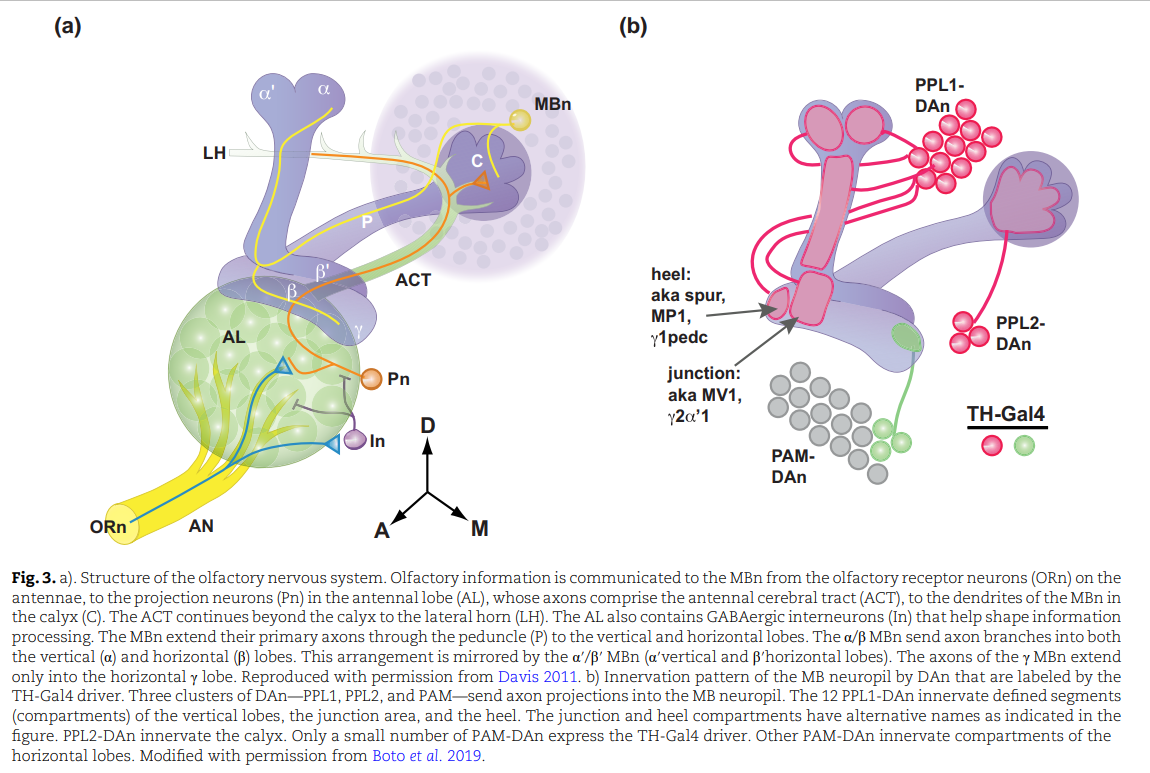 (a)
(b)
α'
α
LH
C
MBn
P
β'
β
ACT
γ
AL
Pn
In
ORn
AN
D
A
M
PPL1-
DAn
heel:
aka spur,
MP1,
γ1pedc
junction:
aka MV1,
γ2α'1
PPL2-
DAn
TH-Gal4
PAM-
DAn
Fig. 3. a). Structure of the olfactory nervous system. Olfactory information is communicated to the MBn from the olfactory receptor neurons (ORn) on the
antennae, to the projection neurons (Pn) in the antennal lobe (AL), whose axons comprise the antennal cerebral tract (ACT), to the dendrites of the MBn in
the calyx (C). The ACT continues beyond the calyx to the lateral horn (LH). The AL also contains GABAergic interneurons (In) that help shape information
processing. The MBn extend their primary axons through the peduncle (P) to the vertical and horizontal lobes. The α/β MBn send axon branches into both
the vertical (α) and horizontal (β) lobes. This arrangement is mirrored by the α′/β′ MBn (α′vertical and β′horizontal lobes). The axons of the γ MBn extend
only into the horizontal γ lobe. Reproduced with permission from Davis 2011. b) Innervation pattern of the MB neuropil by DAn that are labeled by the
TH-Gal4 driver. Three clusters of DAn—PPL1, PPL2, and PAM—send axon projections into the MB neuropil. The 12 PPL1-DAn innervate defined segments
(compartments) of the vertical lobes, the junction area, and the heel. The junction and heel compartments have alternative names as indicated in the
figure. PPL2-DAn innervate the calyx. Only a small number of PAM-DAn express the TH-Gal4 driver. Other PAM-DAn innervate compartments of the
horizontal lobes. Modified with permission from Boto et al. 2019.